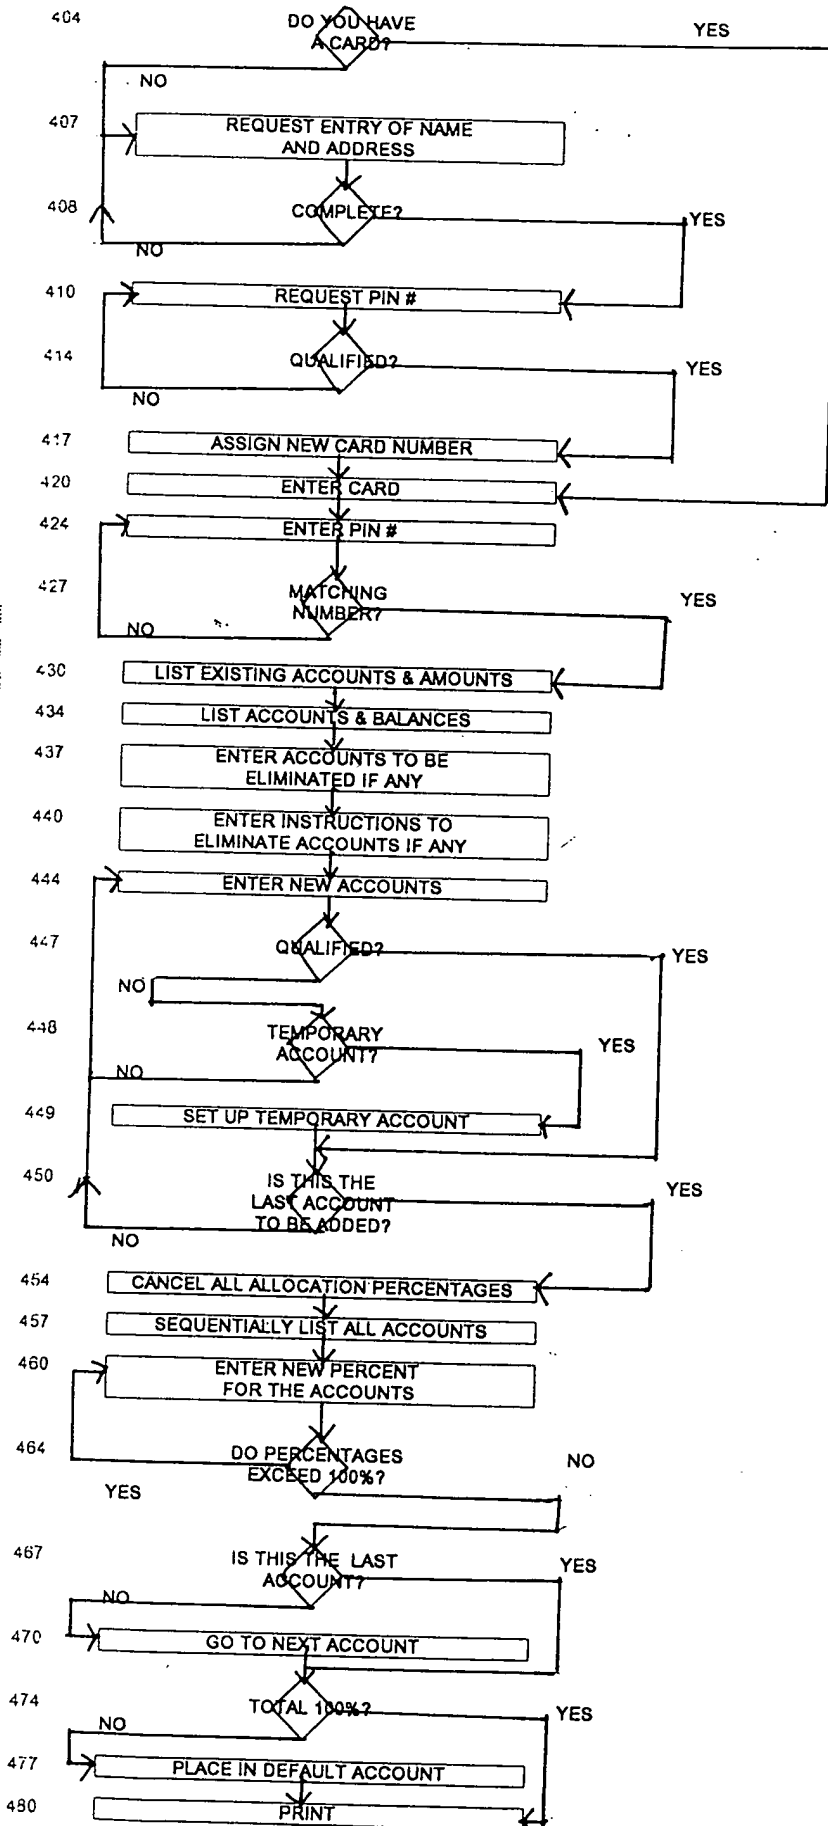 404
DO YOU HAVE
A CARD?
YES
NO
407
REQUEST ENTRY OF NAME
AND ADDRESS
408
COMPLETE?
YES
NO
410
REQUEST PIN #
414
QUALIFIED?
YES
NO
417
ASSIGN NEW CARD NUMBER
420
ENTER CARD
424
ENTER PIN #
427
MATCHING
NUMBER?
YES
NO
430
LIST EXISTING ACCOUNTS & AMOUNTS
434
LIST ACCOUNTS & BALANCES
437
ENTER ACCOUNTS TO BE
ELIMINATED IF ANY
440
ENTER INSTRUCTIONS TO
ELIMINATE ACCOUNTS IF ANY
444
ENTER NEW ACCOUNTS
447
QUALIFIED?
YES
NO
448
TEMPORARY
ACCOUNT?
YES
NO
449
SET UP TEMPORARY ACCOUNT
450
IS THIS THE
LAST ACCOUNT
TO BE ADDED?
YES
NO
454
CANCEL ALL ALLOCATION PERCENTAGES
457
SEQUENTIALLY LIST ALL ACCOUNTS
460
ENTER NEW PERCENT
FOR THE ACCOUNTS
464
DO PERCENTAGES
EXCEED 100%?
NO
YES
467
IS THIS THE LAST
ACCOUNT?
YES
NO
470
GO TO NEXT ACCOUNT
474
TOTAL 100%?
YES
NO
477
PLACE IN DEFAULT ACCOUNT
480
PRINT